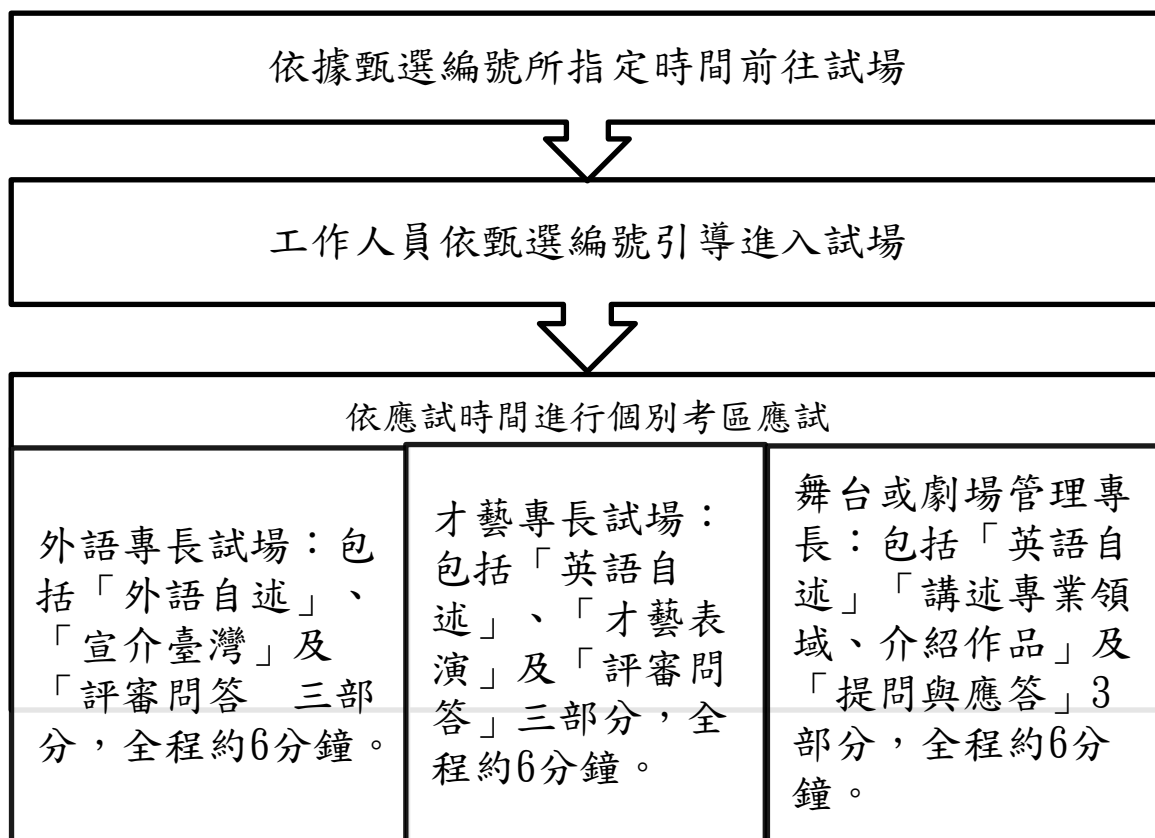 依據甄選編號所指定時間前往試場
工作人員依甄選編號引導進入試場
依應試時間進行個別考區應試
外語專長試場：包
括「外語自述」、
「宣介臺灣」及
「評審問答　三部
分，全程約6分鐘。
才藝專長試場：
包括「英語自
述」、「才藝表
演」及「評審問
答」三部分，全
程約6分鐘。
舞台或劇場管理專
長：包括「英語自
述」「講述專業領
域、介紹作品」及
「提問與應答」3
部分，全程約6分
鐘。